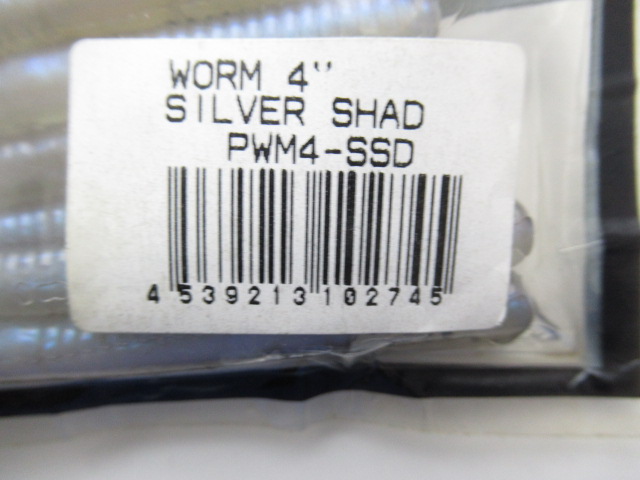 WORM 4"
SILVER SHAD
PWM4-SSD
4 539213 102745